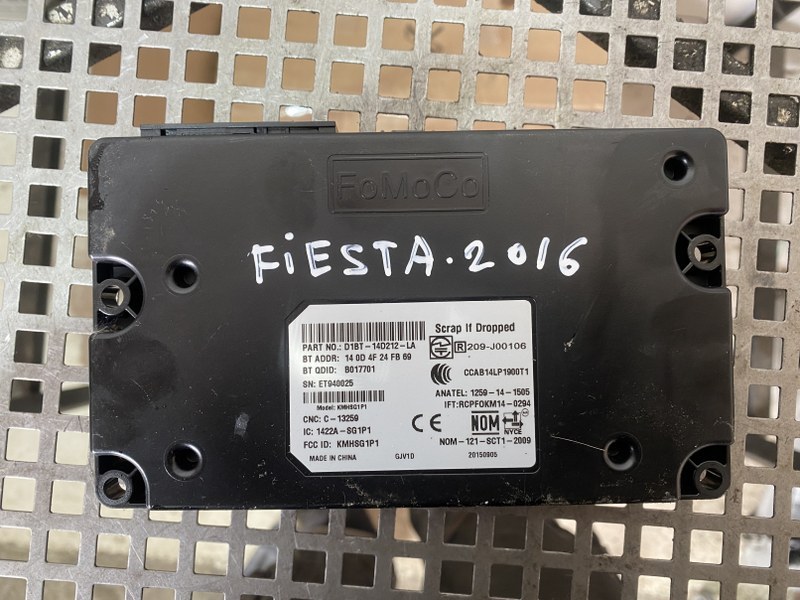 FoMoCo
FiESTA.2016
Scrap If Dropped
PART NO.: D1BT-14D212-LA
R 209-J00106
BT ADDR: 14 0D 4F 24 FB 69
BT QDID: B017701
CCAB14LP1900T1
SN: ET940025
ANATEL: 1259-14-1505
Model: KMHSG1P1
IFT:RCPFOKM14-0294
CNC: C-13259
CE NOM NYCE
IC: 1422A-SG1P1
FCC ID: KMHSG1P1
NOM-121-SCT1-2009
MADE IN CHINA GJV1D 20150905